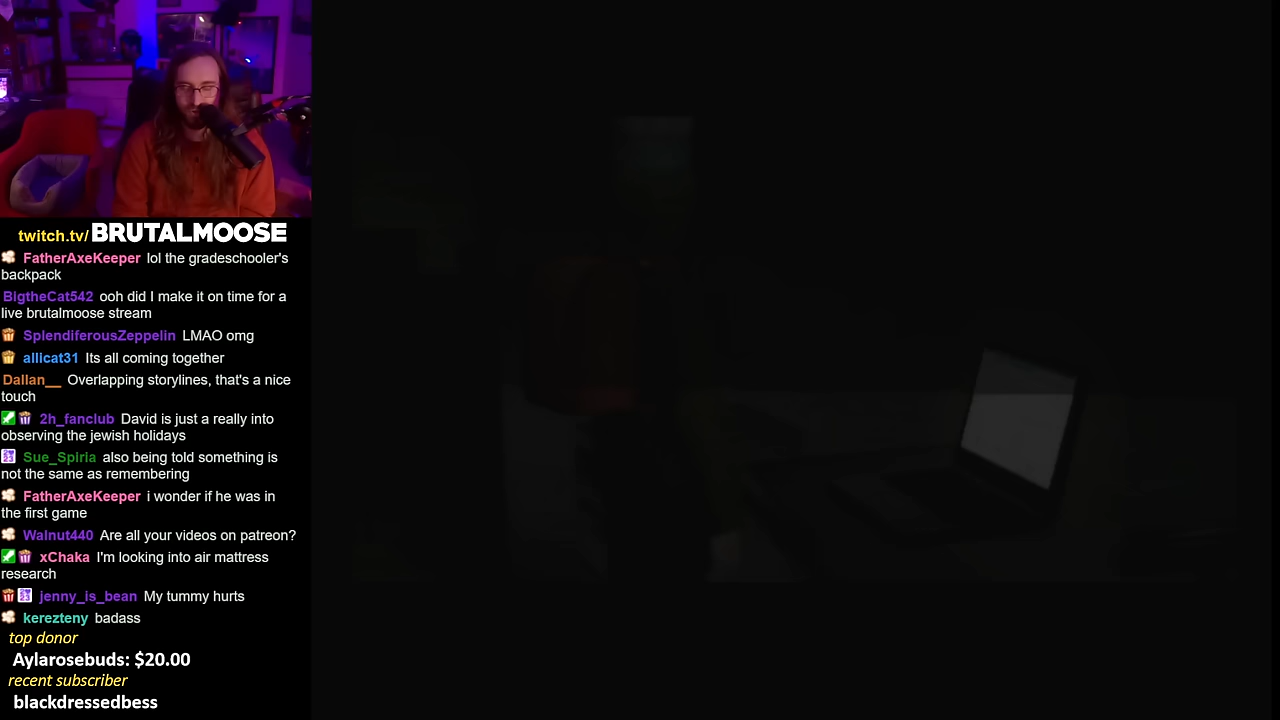 twitch.tv/BRUTALMOOSE
FatherAxeKeeper lol the gradeschooler's
backpack
BigtheCat542 ooh did I make it on time for a
live brutalmoose stream
SplendiferousZeppelin LMAO omg
allicat31 Its all coming together
Dallan__ Overlapping storylines, that's a nice
touch
2h_fanclub David is just a really into
observing the jewish holidays
Sue_Spiria also being told something is
not the same as remembering
FatherAxeKeeper i wonder if he was in
the first game
Walnut440 Are all your videos on patreon?
xChaka I'm looking into air mattress
research
jenny_is_bean My tummy hurts
kerezteny badass
top donor
Aylarosebuds: $20.00
recent subscriber
blackdressedbess